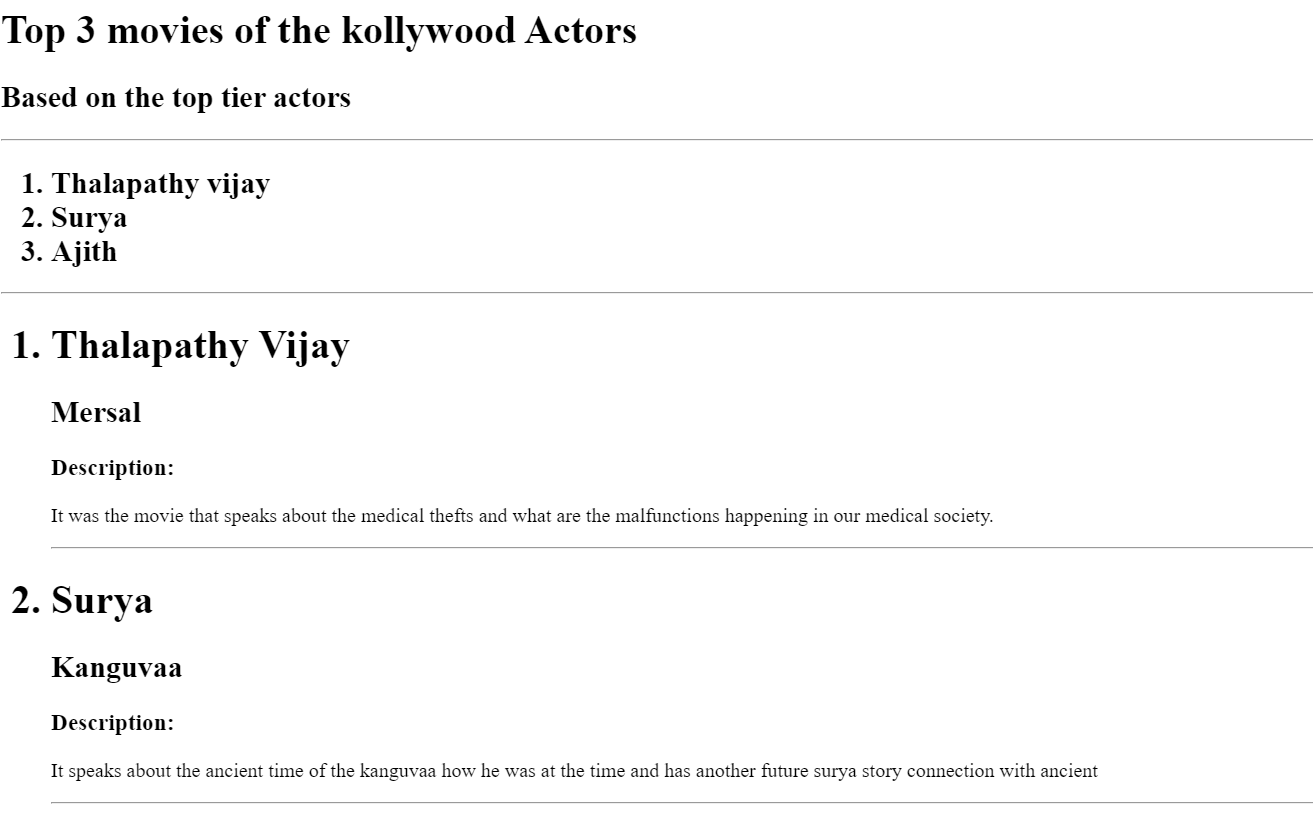 Top 3 movies of the kollywood Actors
Based on the top tier actors
1. Thalapathy vijay
2. Surya
3. Ajith
1. Thalapathy Vijay
Mersal
Description:
It was the movie that speaks about the medical thefts and what are the malfunctions happening in our medical society.
2. Surya
Kanguvaa
Description:
It speaks about the ancient time of the kanguvaa how he was at the time and has another future surya story connection with ancient